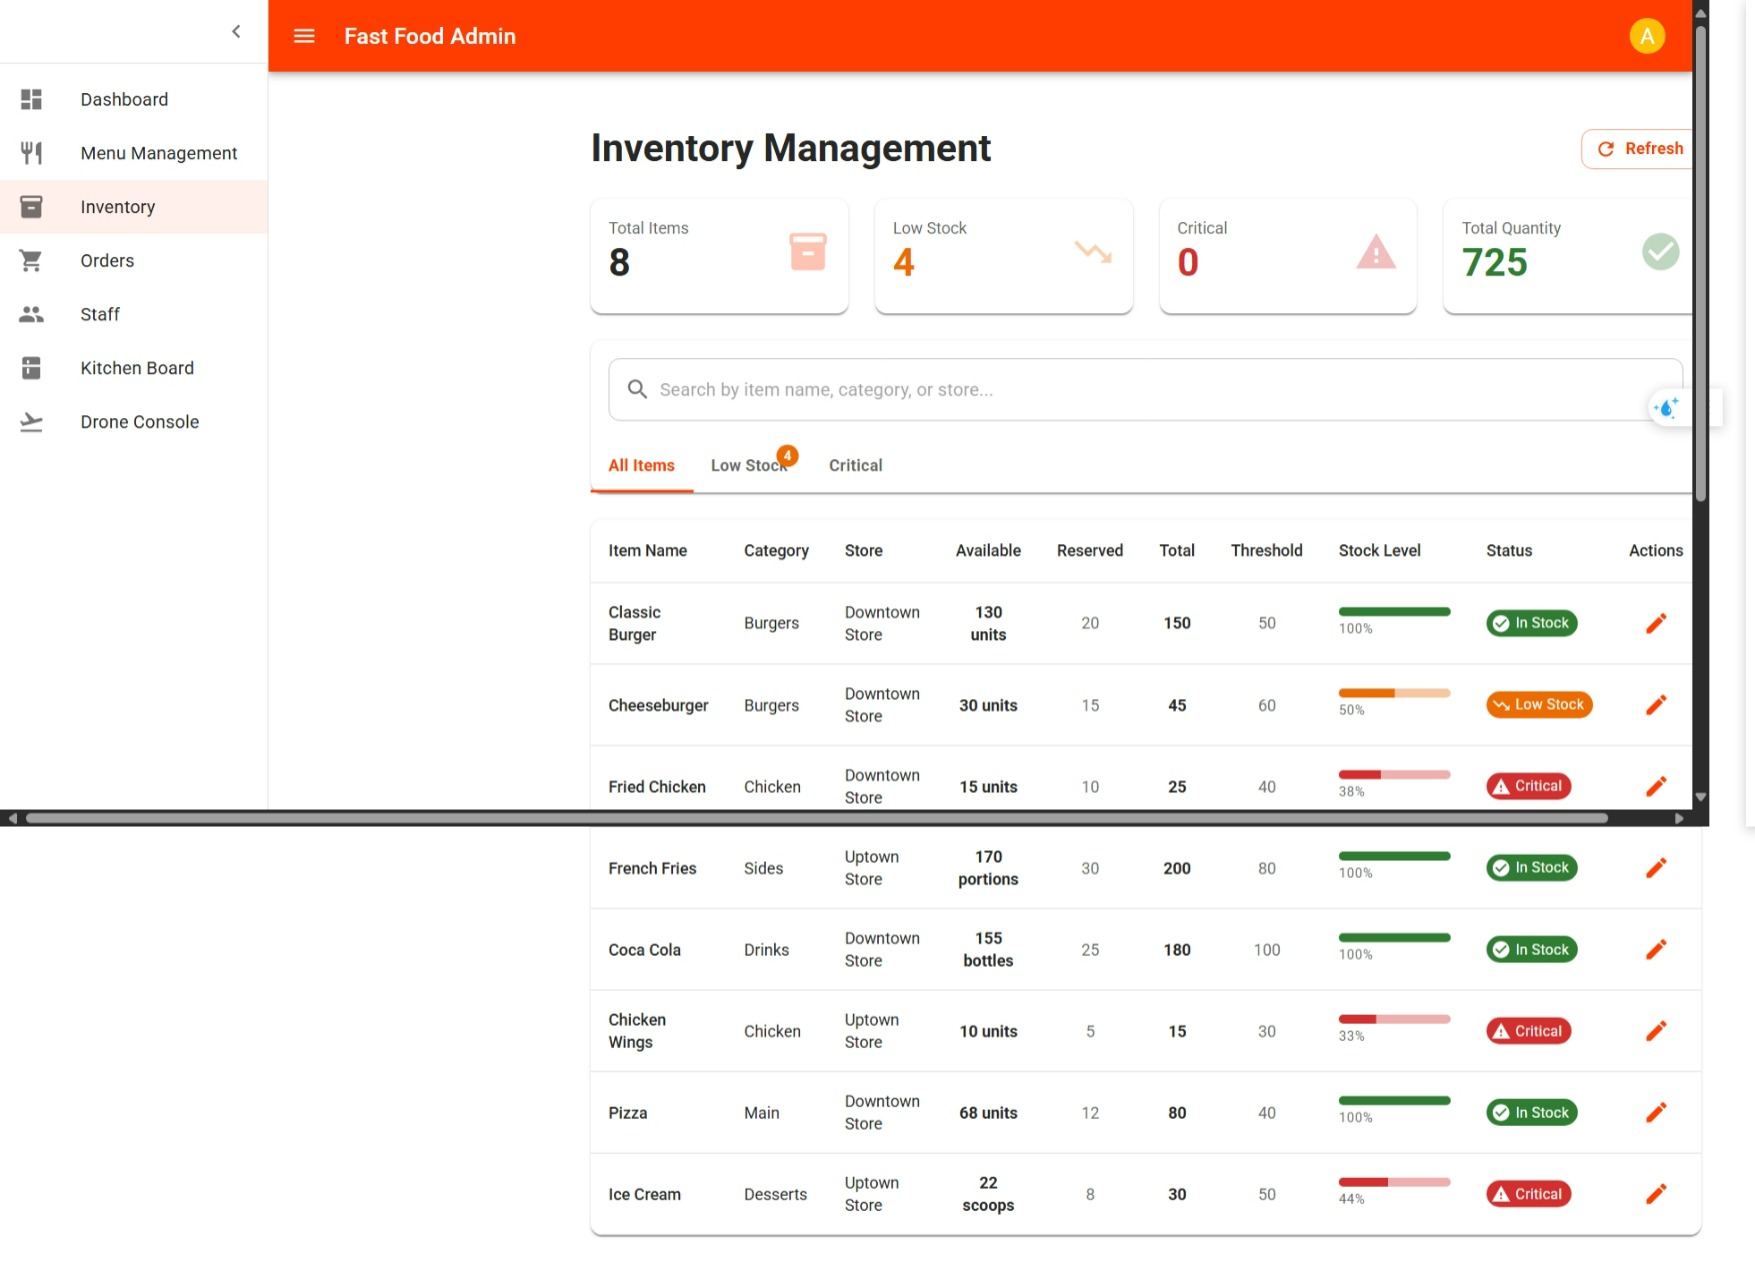 Fast Food Admin
A
Dashboard
Menu Management
Inventory
Orders
Staff
Kitchen Board
Drone Console
Inventory Management
Refresh
Total Items
8
Low Stock
4
Critical
0
Total Quantity
725
Search by item name, category, or store...
All Items
Low Stock
4
Critical
Item Name Category Store Available Reserved Total Threshold Stock Level Status Actions
Classic Burger Burgers Downtown Store 130 units 20 150 50 100% In Stock
Cheeseburger Burgers Downtown Store 30 units 15 45 60 50% Low Stock
Fried Chicken Chicken Downtown Store 15 units 10 25 40 38% Critical
French Fries Sides Uptown Store 170 portions 30 200 80 100% In Stock
Coca Cola Drinks Downtown Store 155 bottles 25 180 100 100% In Stock
Chicken Wings Chicken Uptown Store 10 units 5 15 30 33% Critical
Pizza Main Downtown Store 68 units 12 80 40 100% In Stock
Ice Cream Desserts Uptown Store 22 scoops 8 30 50 44% Critical